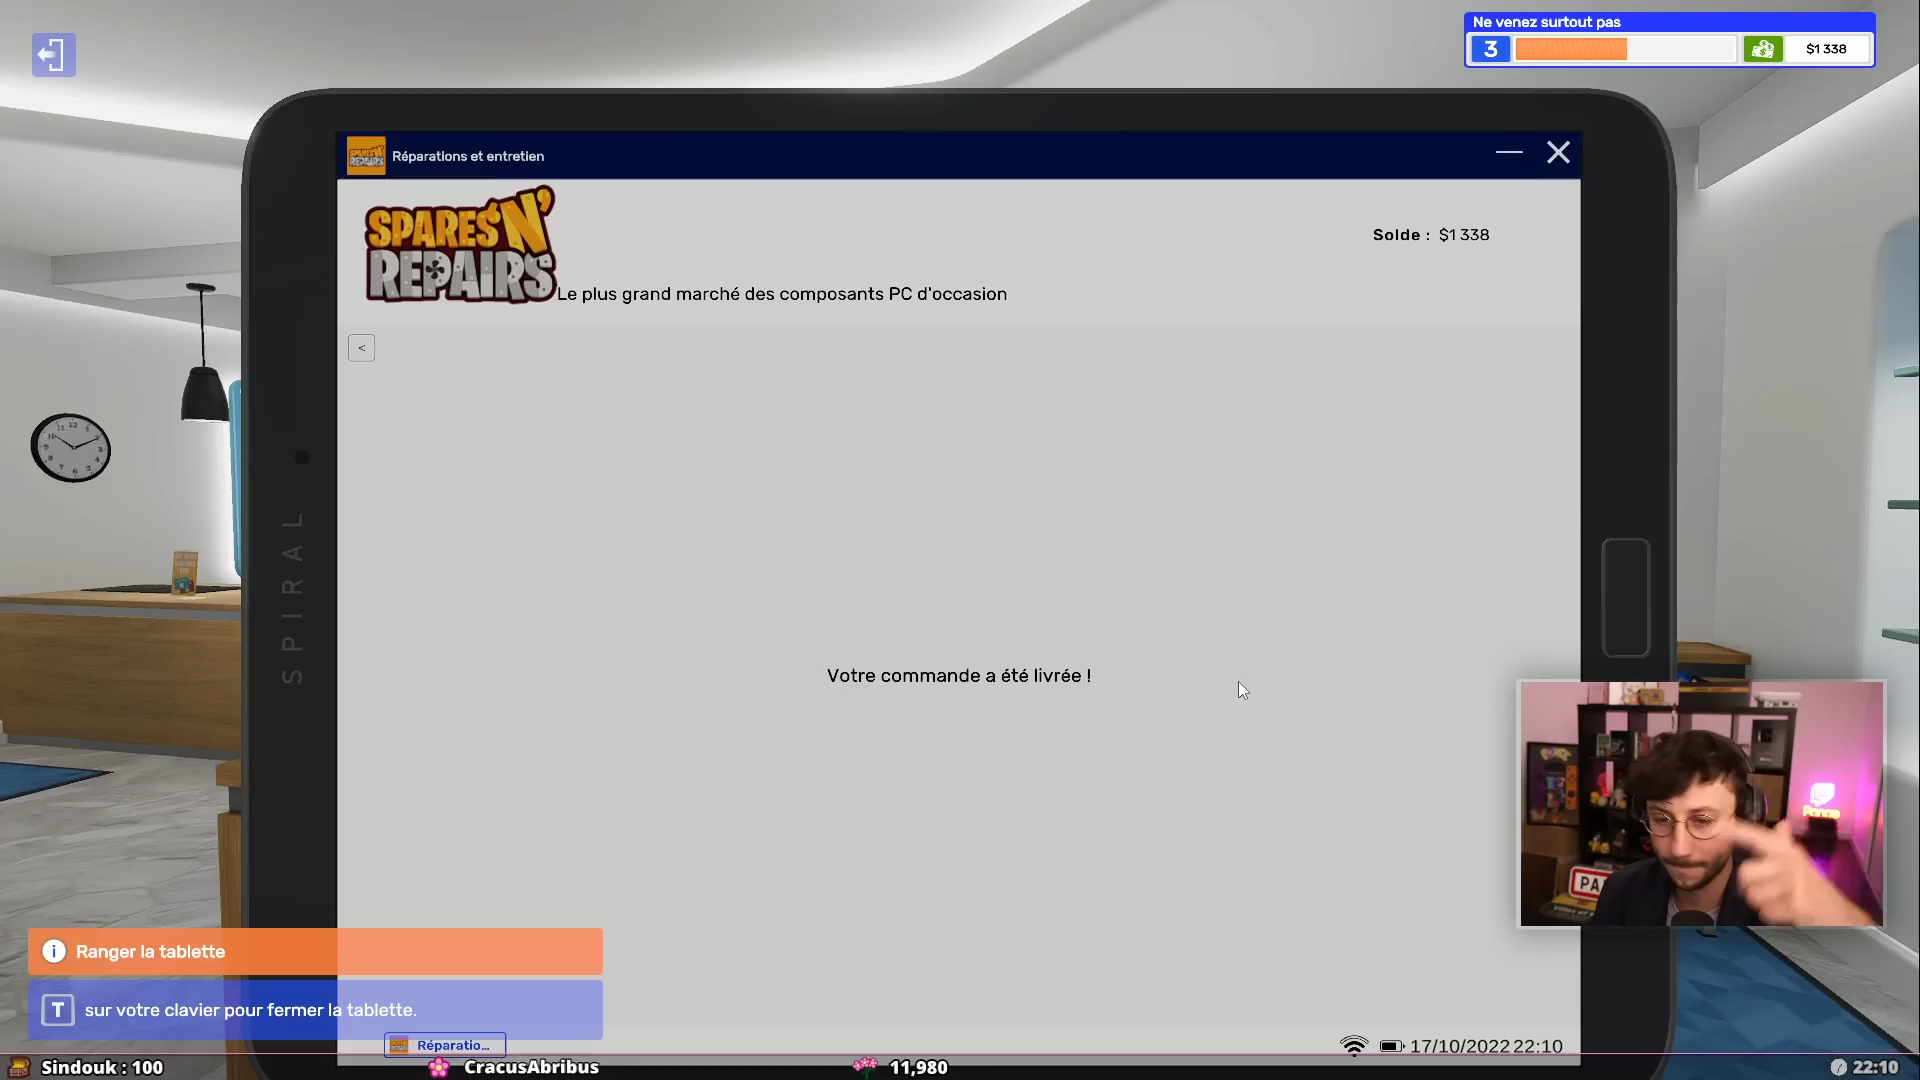 Ne venez surtout pas
3
$1 338
SPARES N' REPAIRS
Réparations et entretien
SPARES N'
REPAIRS
Solde : $1 338
Le plus grand marché des composants PC d'occasion
<
SPIRAL
Votre commande a été livrée !
i Ranger la tablette
T sur votre clavier pour fermer la tablette.
Réparatio...
17/10/2022 22:10
Sindouk : 100
CracusAbribus
11,980
22:10